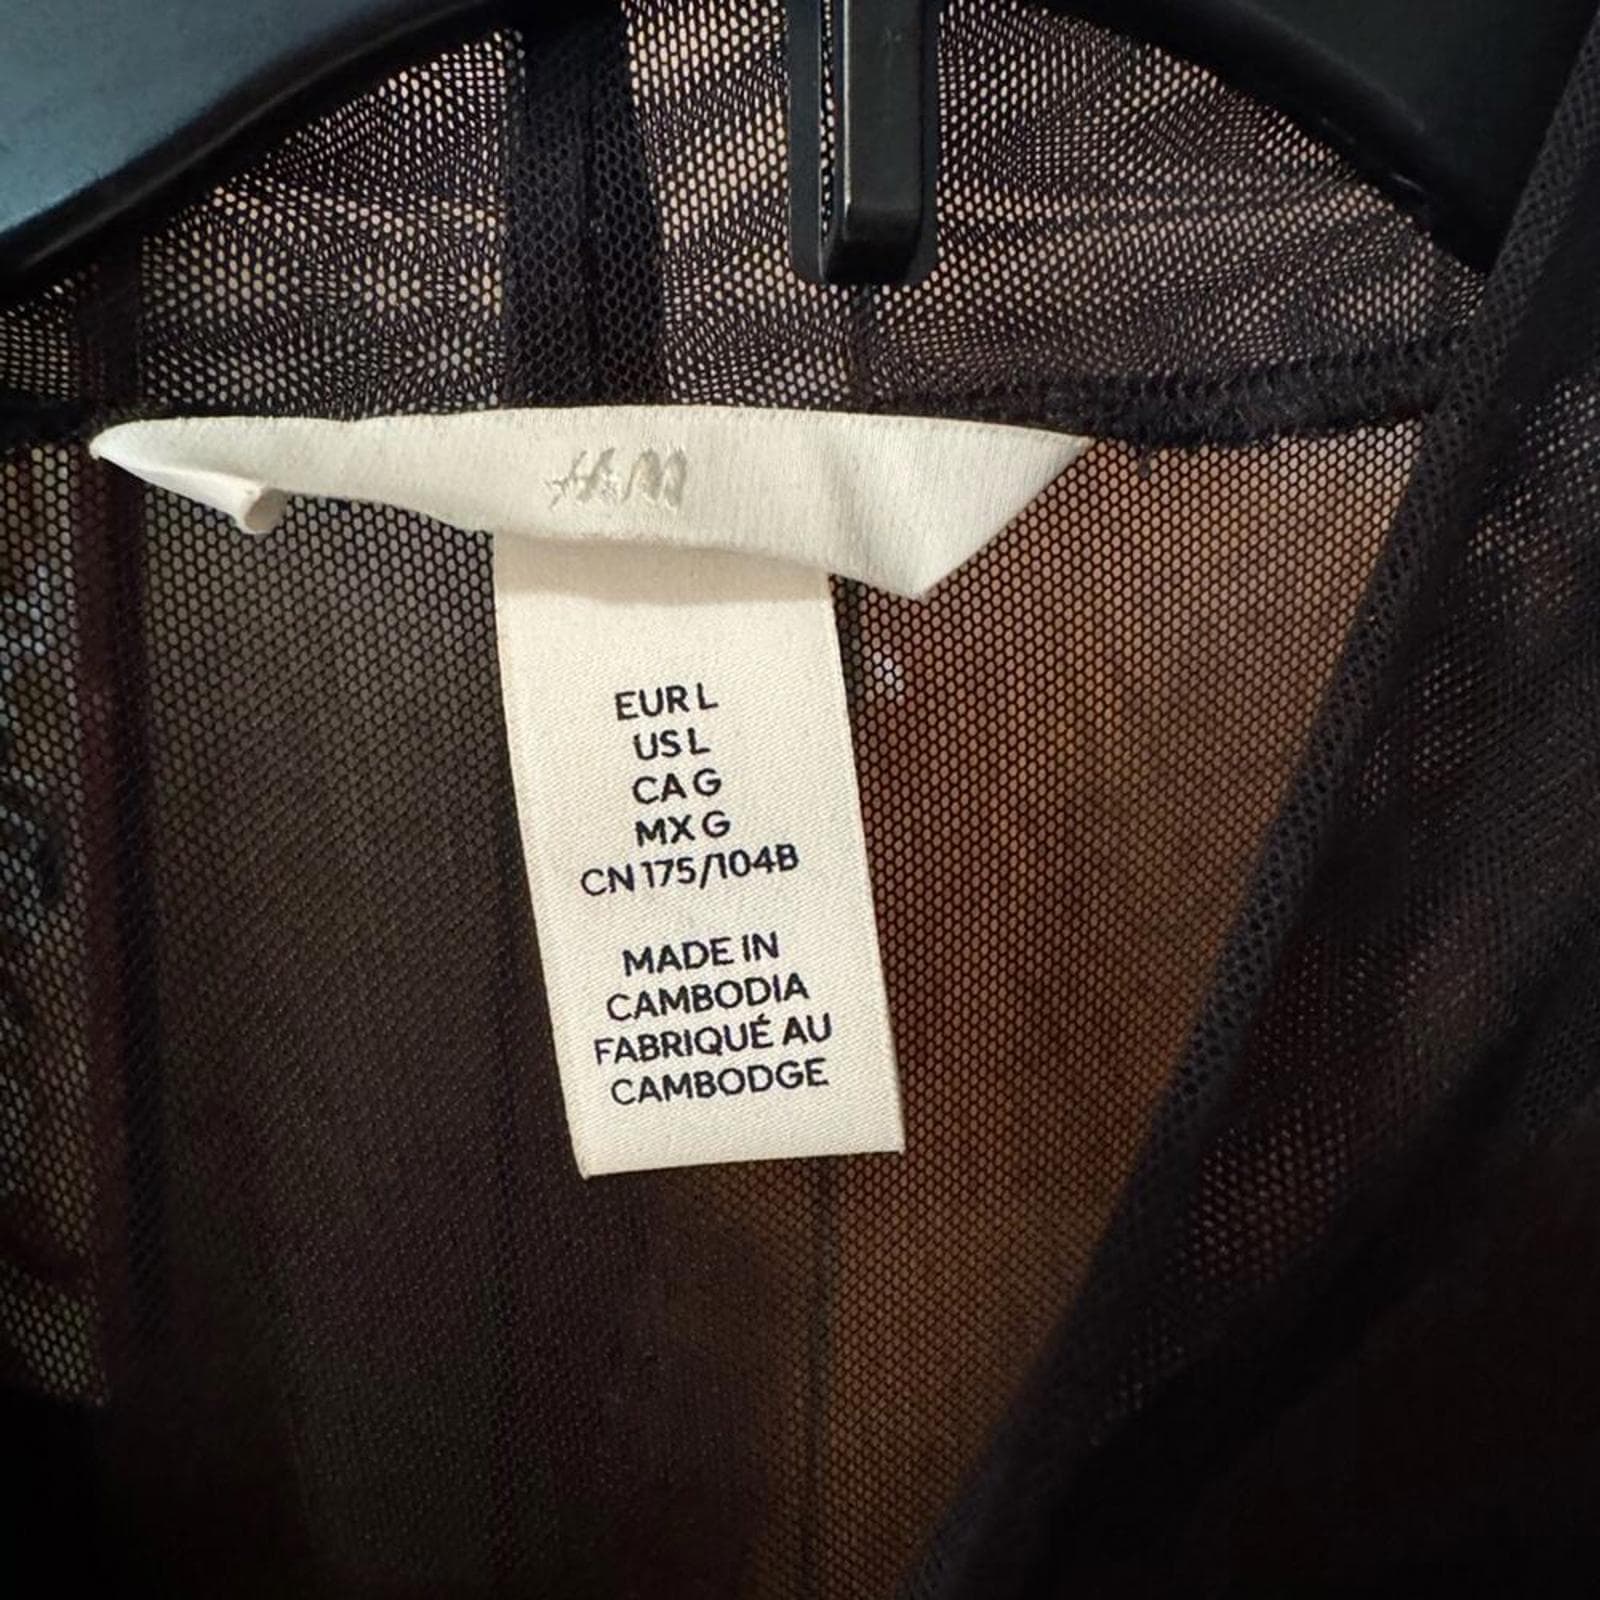 H&M
EUR L
US L
CA G
MX G
CN 175/104B
MADE IN
CAMBODIA
FABRIQUÉ AU
CAMBODGE